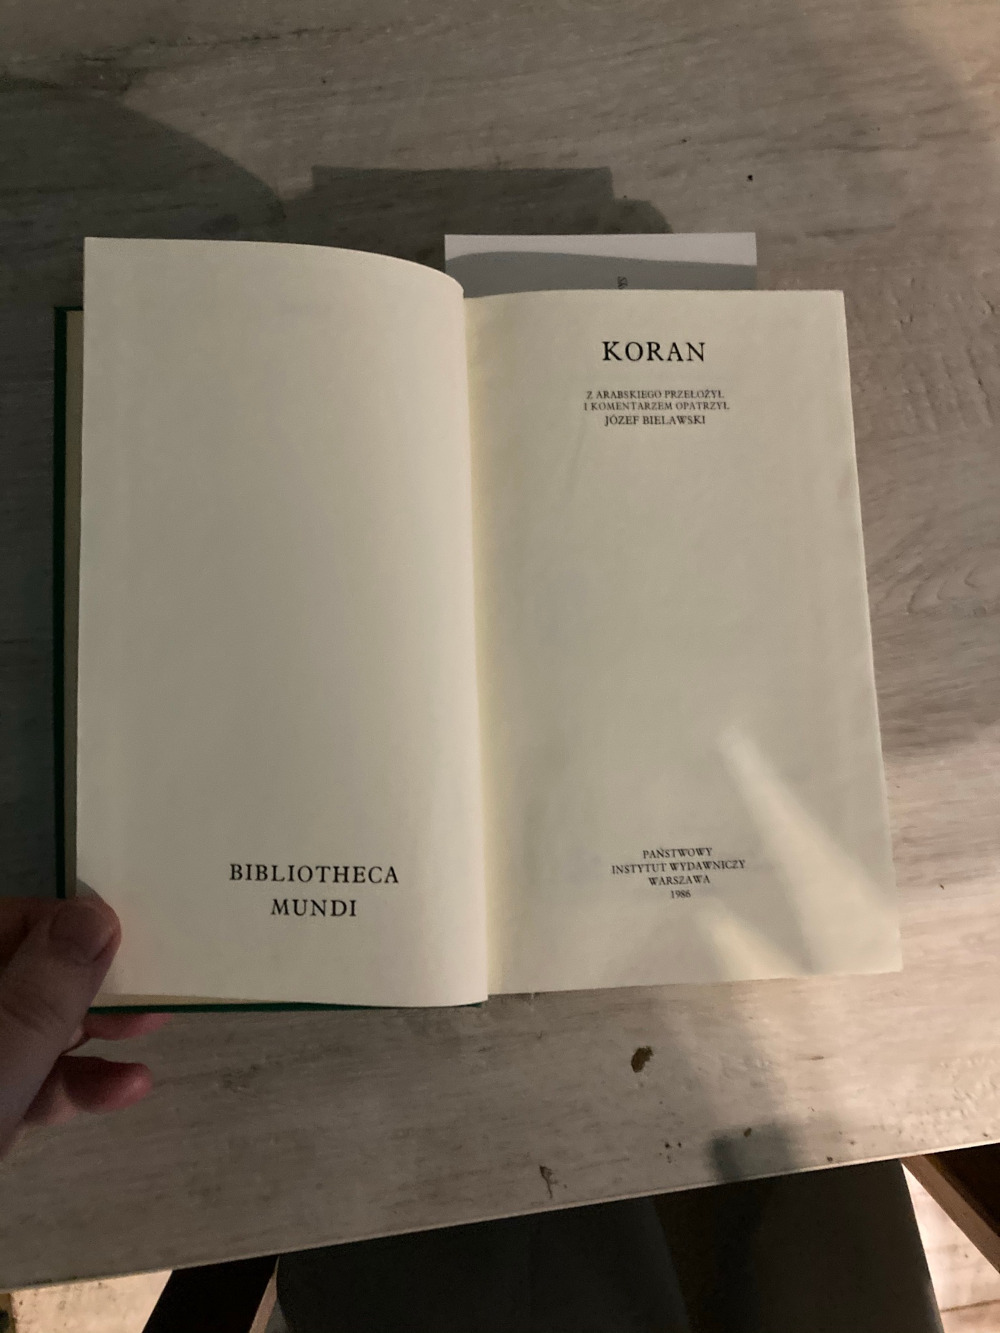 BIBLIOTHECA
MUNDI
KORAN
Z ARABSKIEGO PRZEŁOŻYŁ
I KOMENTARZEM OPATRZYŁ
JÓZEF BIELAWSKI
PAŃSTWOWY
INSTYTUT WYDAWNICZY
WARSZAWA
1986